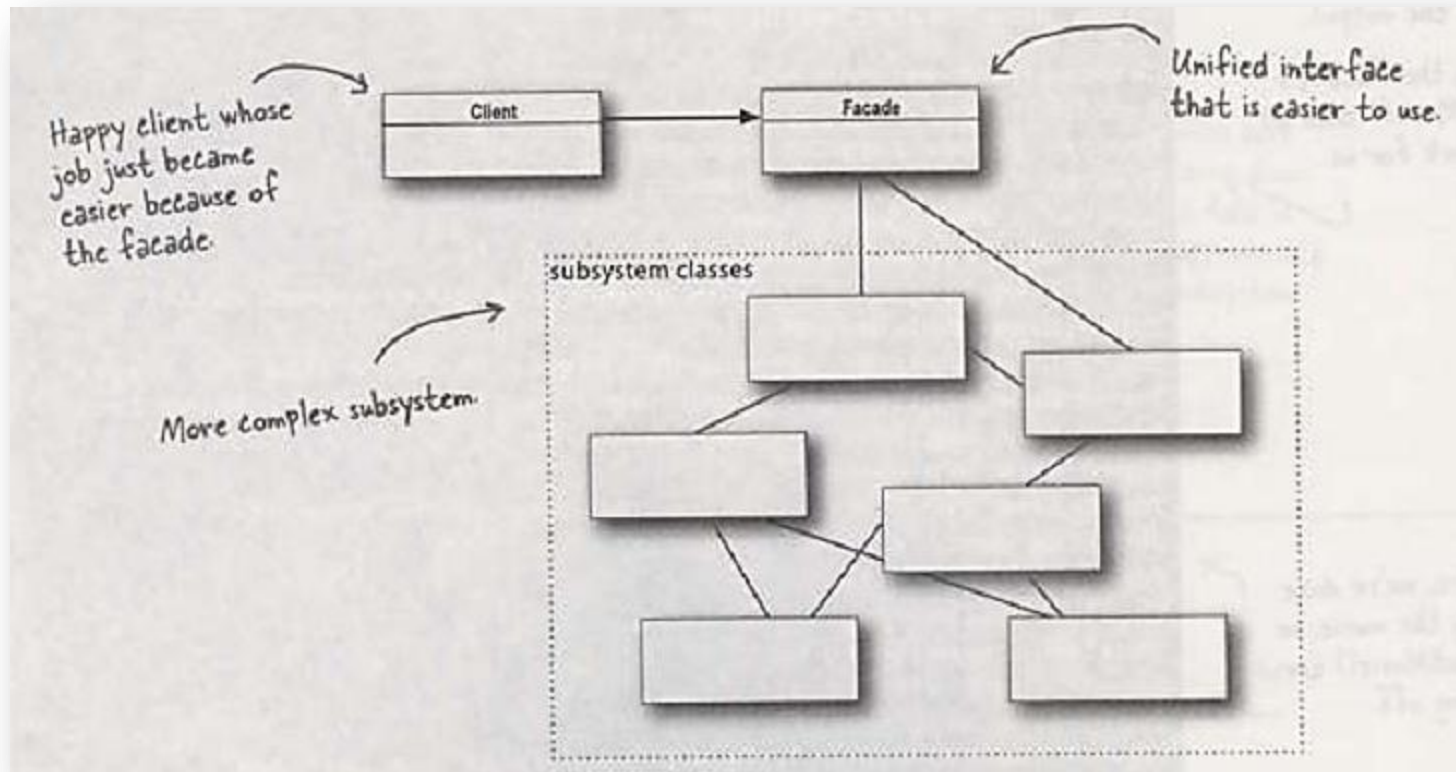 Happy client whose
job just became
easier because of
the facade.
Client
Facade
Unified interface
that is easier to use.
subsystem classes
More complex subsystem.